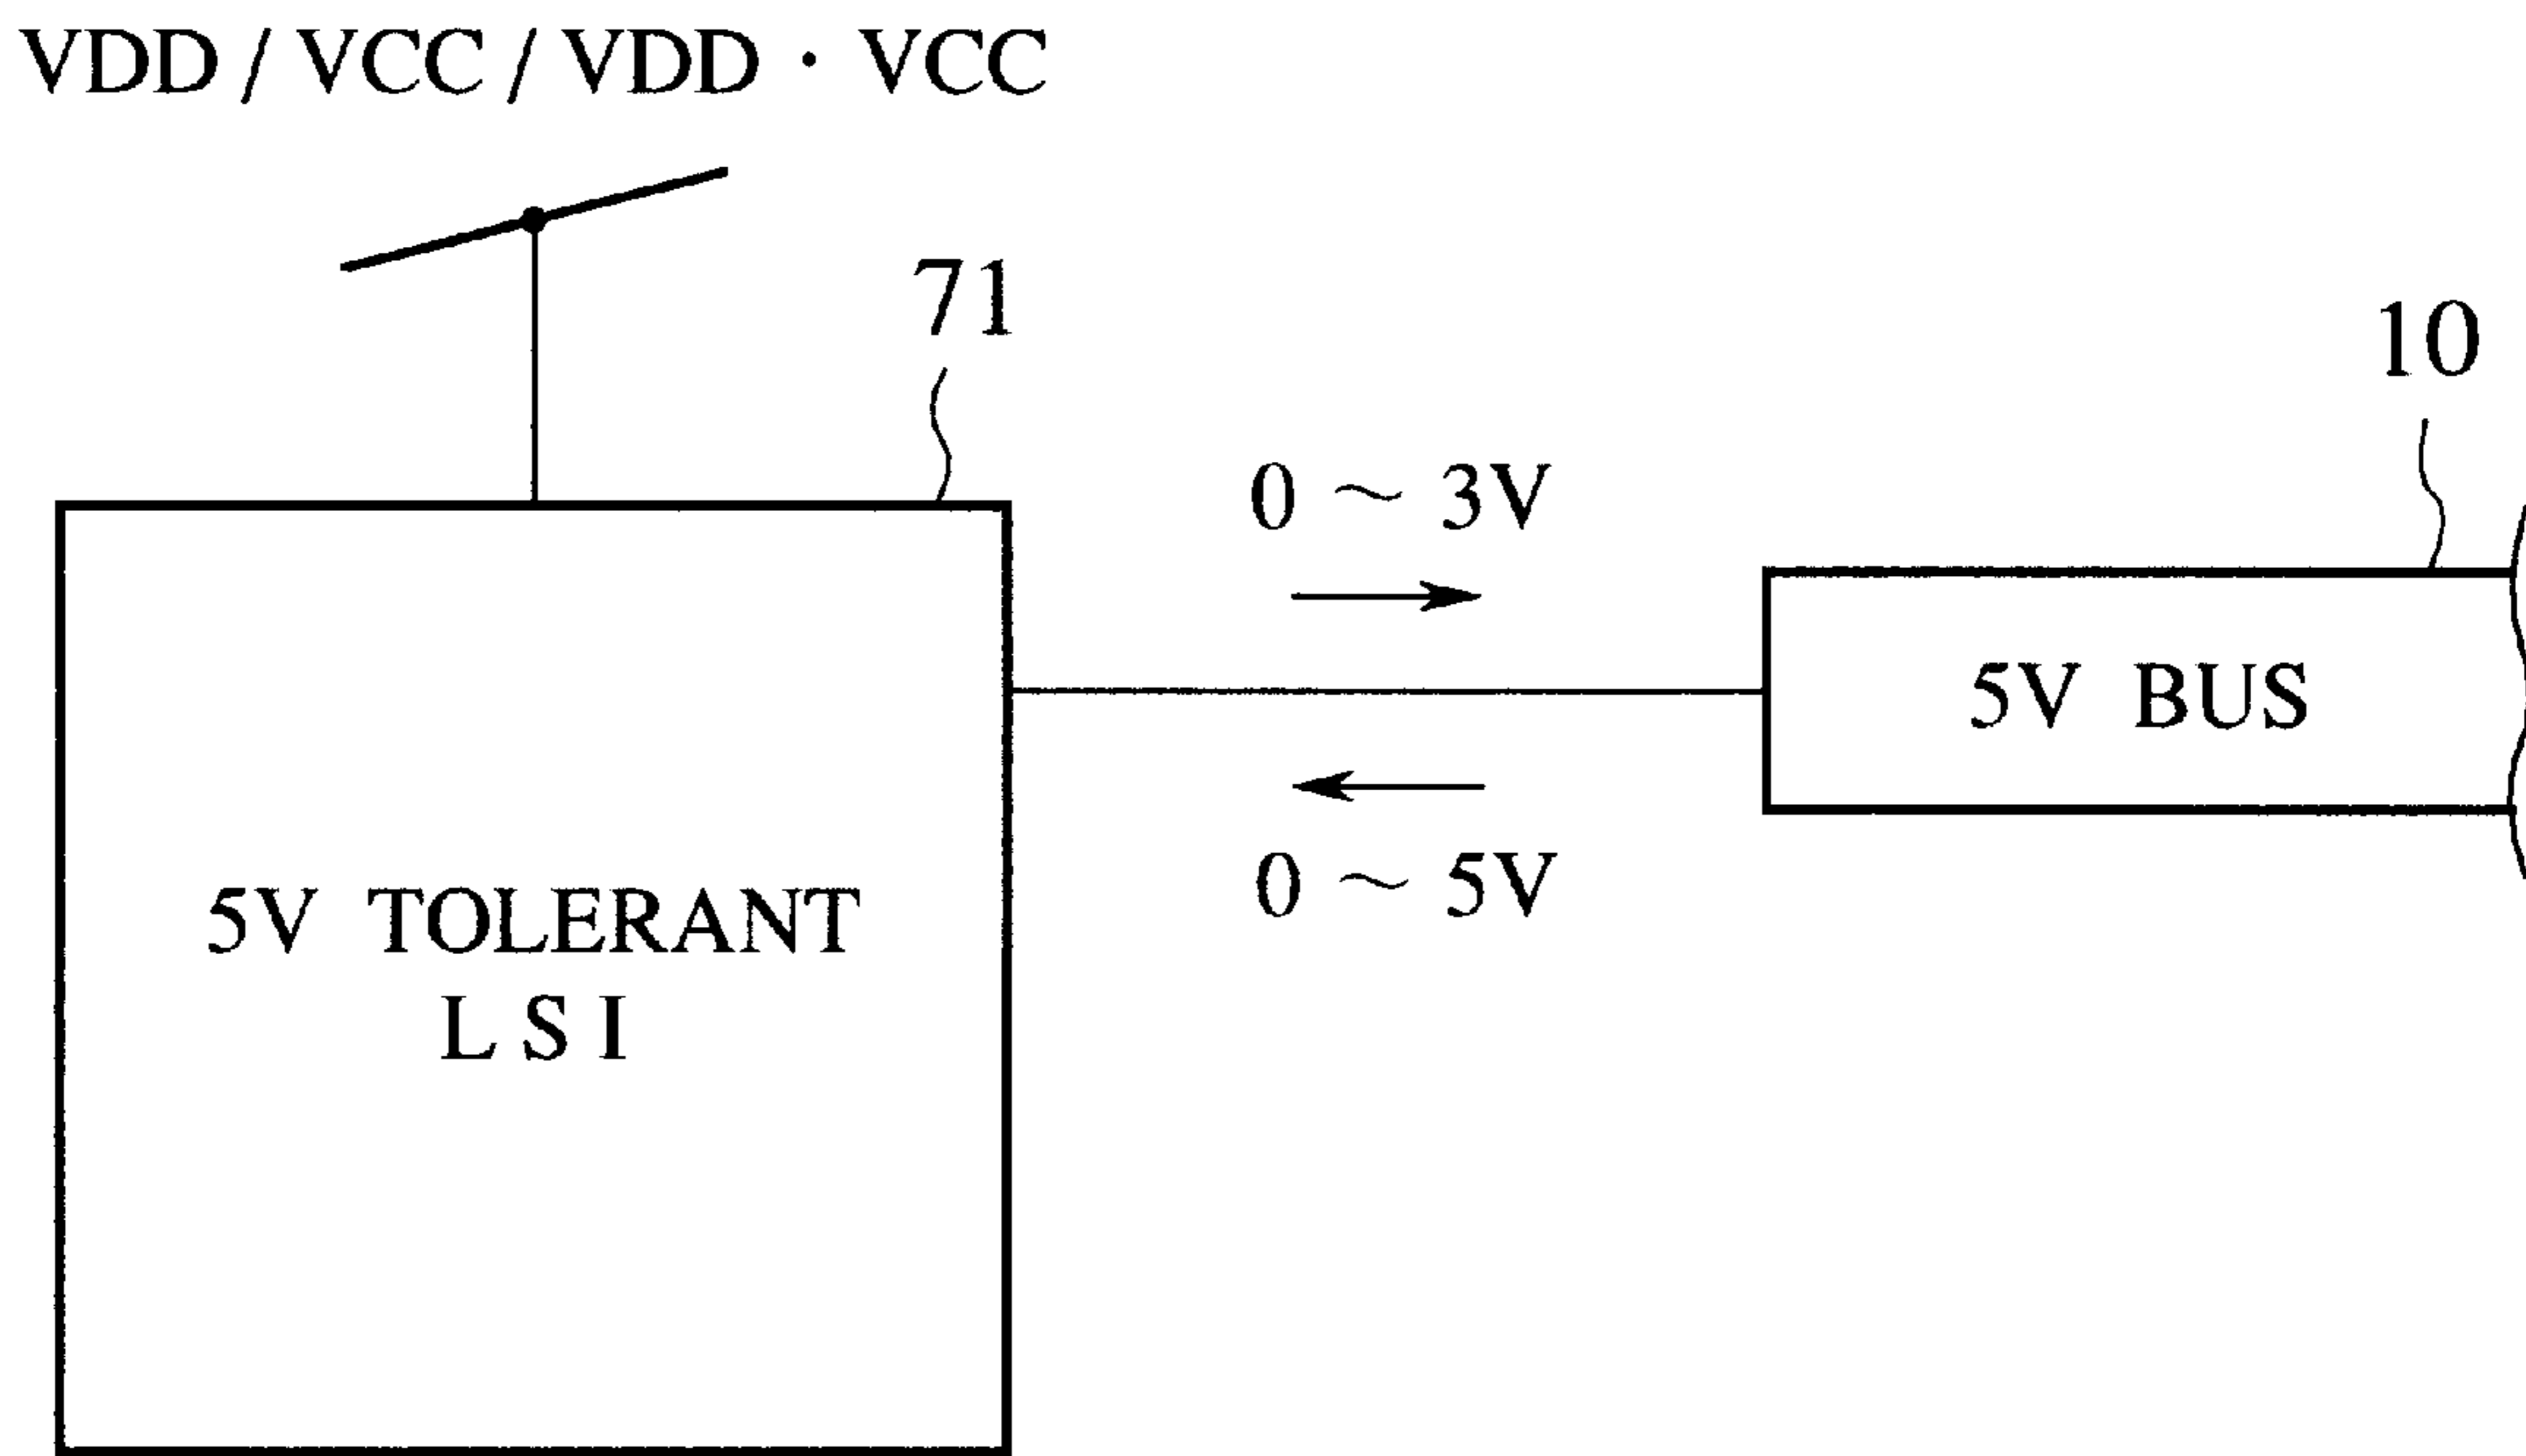 VDD / VCC / VDD · VCC
71
10
0 ~ 3V
5V BUS
0 ~ 5V
5V TOLERANT
L S I